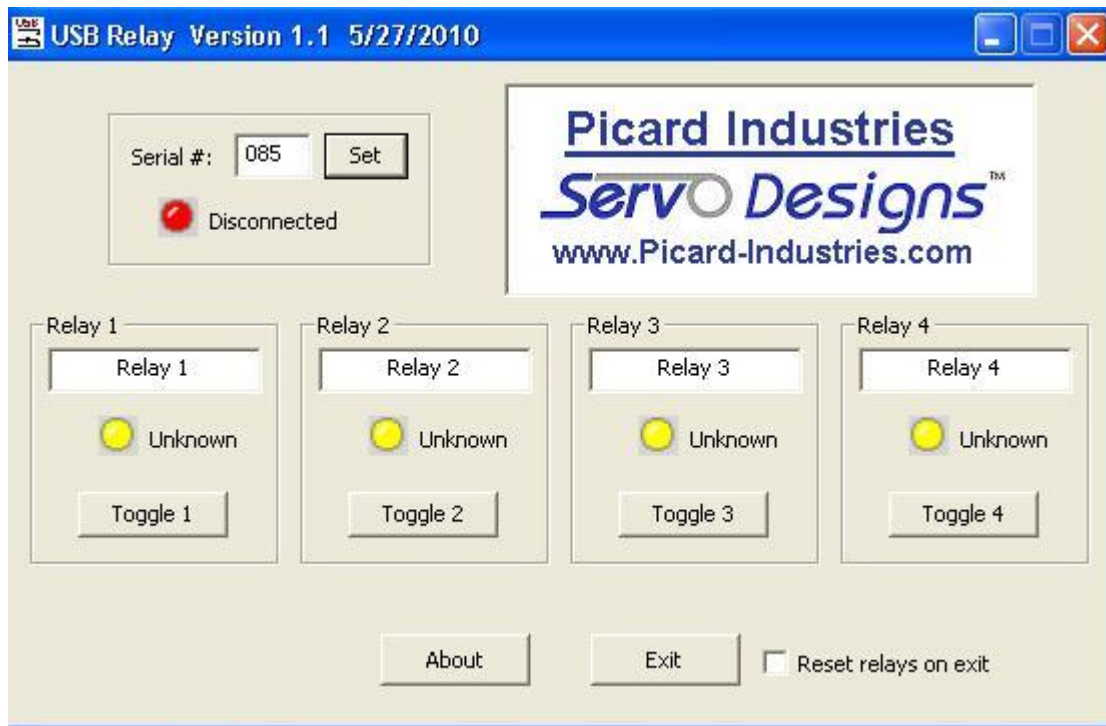 USB
USB Relay Version 1.1 5/27/2010
Serial #: 085 Set
Disconnected
Picard Industries
Servo Designs™
www.Picard-Industries.com
Relay 1 Relay 2 Relay 3 Relay 4
Relay 1 Relay 2 Relay 3 Relay 4
Unknown Unknown Unknown Unknown
Toggle 1 Toggle 2 Toggle 3 Toggle 4
About Exit Reset relays on exit